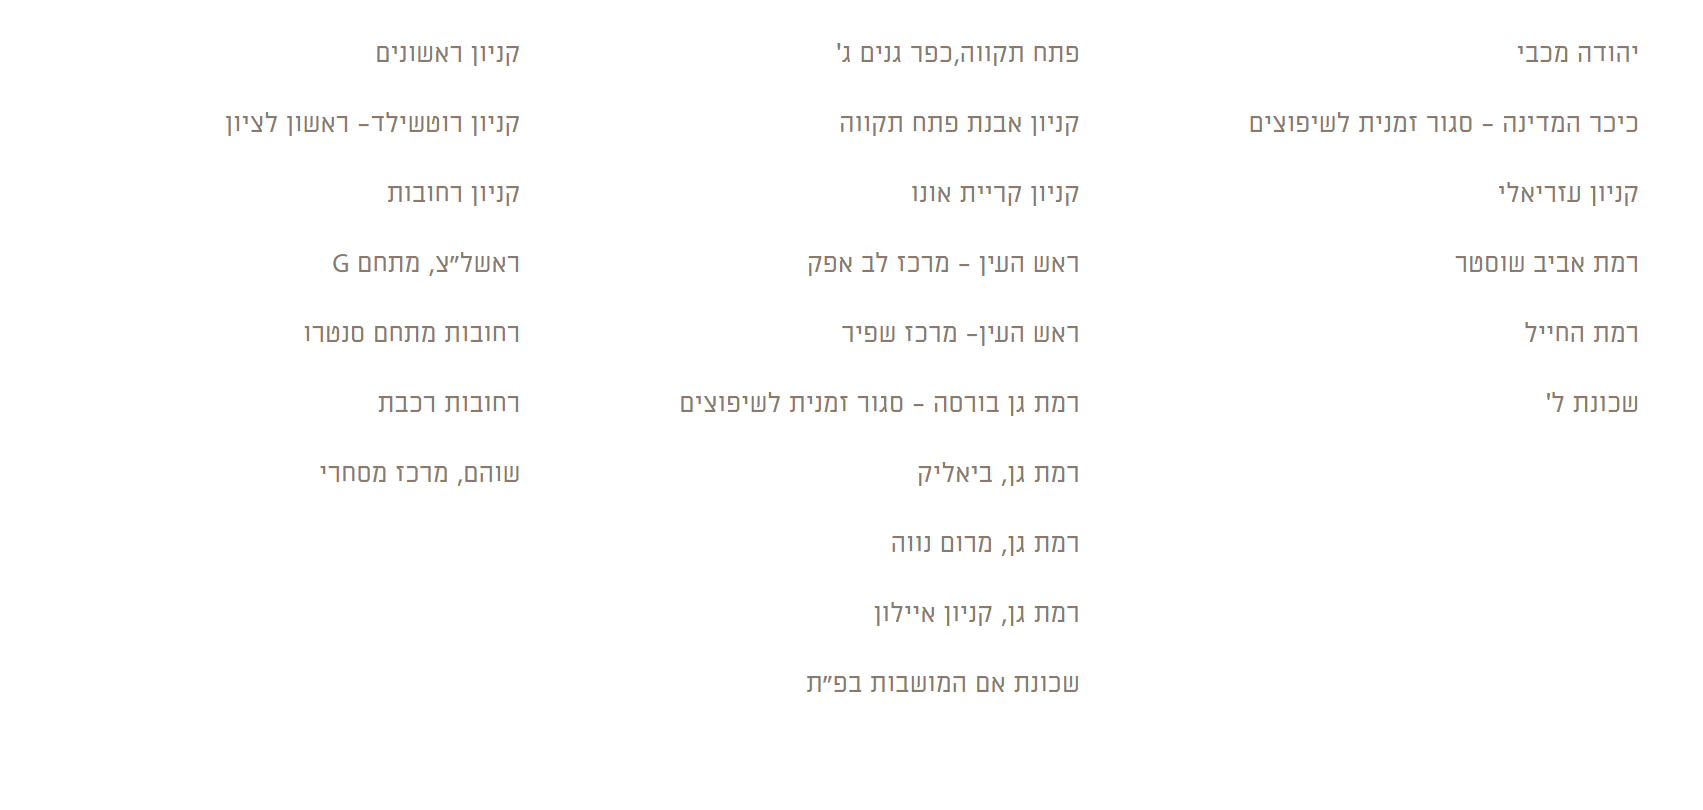 יהודה מכבי
כיכר המדינה - סגור זמנית לשיפוצים
קניון עזריאלי
רמת אביב שוסטר
רמת החייל
שכונת ל'
פתח תקווה,כפר גנים ג'
קניון אבנת פתח תקווה
קניון קריית אונו
ראש העין - מרכז לב אפק
ראש העין- מרכז שפיר
רמת גן בורסה - סגור זמנית לשיפוצים
רמת גן, ביאליק
רמת גן, מרום נווה
רמת גן, קניון איילון
שכונת אם המושבות בפ״ת
קניון ראשונים
קניון רוטשילד- ראשון לציון
קניון רחובות
ראשל״צ, מתחם G
רחובות מתחם סנטרו
רחובות רכבת
שוהם, מרכז מסחרי